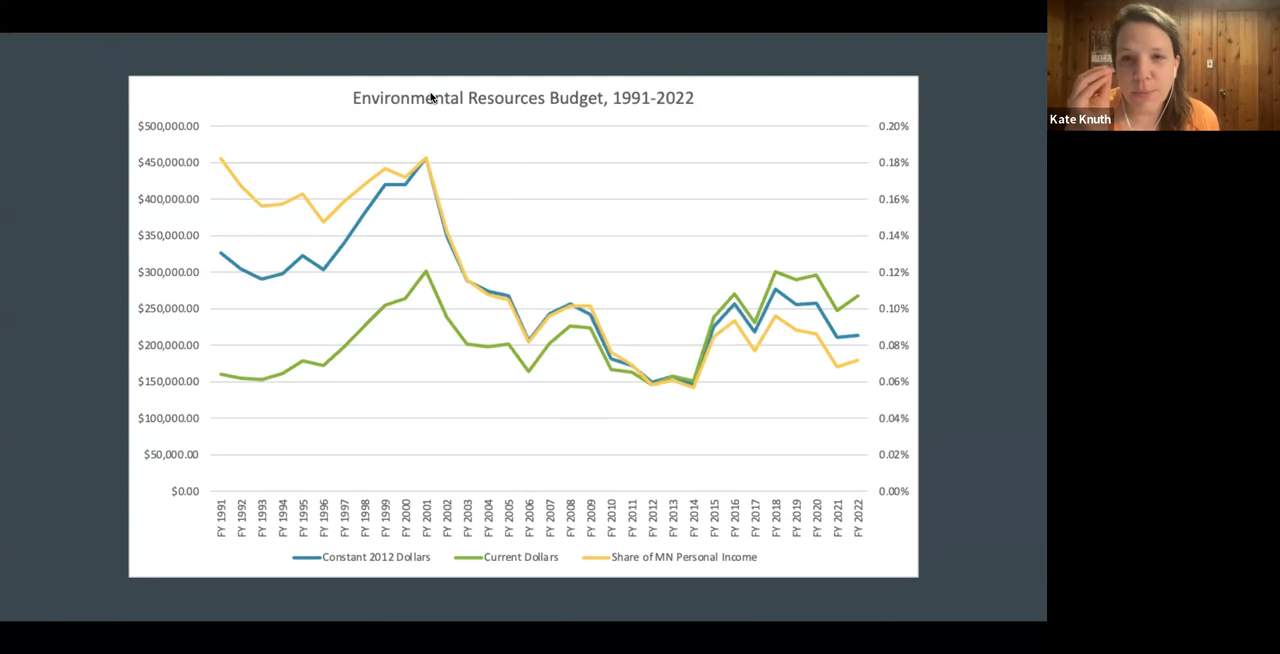 Environmental Resources Budget, 1991-2022
$500,000.00
$450,000.00
$400,000.00
$350,000.00
$300,000.00
$250,000.00
$200,000.00
$150,000.00
$100,000.00
$50,000.00
$0.00
0.20%
0.18%
0.16%
0.14%
0.12%
0.10%
0.08%
0.06%
0.04%
0.02%
0.00%
FY 1991
FY 1992
FY 1993
FY 1994
FY 1995
FY 1996
FY 1997
FY 1998
FY 1999
FY 2000
FY 2001
FY 2002
FY 2003
FY 2004
FY 2005
FY 2006
FY 2007
FY 2008
FY 2009
FY 2010
FY 2011
FY 2012
FY 2013
FY 2014
FY 2015
FY 2016
FY 2017
FY 2018
FY 2019
FY 2020
FY 2021
FY 2022
Constant 2012 Dollars
Current Dollars
Share of MN Personal Income
Kate Knuth